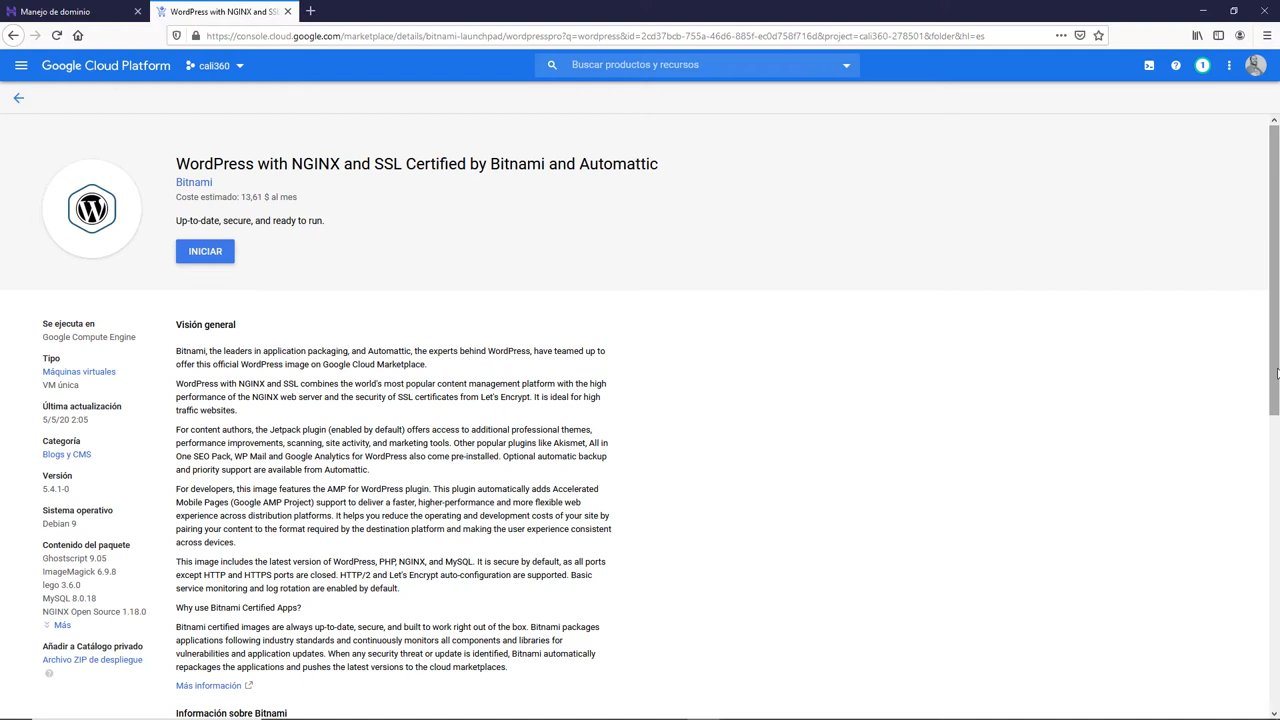 Manejo de dominio
WordPress with NGINX and SS
https://console.cloud.google.com/marketplace/details/bitnami-launchpad/wordpresspro?q=wordpress&id=2cd37bcb-755a-46d6-885f-ec0d758f716d&project=cali360-278501&folder&hl=es
Google Cloud Platform
cali360
Buscar productos y recursos
1
WordPress with NGINX and SSL Certified by Bitnami and Automattic
Bitnami
Coste estimado: 13,61 $ al mes
Up-to-date, secure, and ready to run.
INICIAR
Se ejecuta en
Google Compute Engine
Tipo
Máquinas virtuales
VM única
Última actualización
5/5/20 2:05
Categoría
Blogs y CMS
Versión
5.4.1-0
Sistema operativo
Debian 9
Contenido del paquete
Ghostscript 9.05
ImageMagick 6.9.8
lego 3.6.0
MySQL 8.0.18
NGINX Open Source 1.18.0
Más
Añadir a Catálogo privado
Archivo ZIP de despliegue
Visión general
Bitnami, the leaders in application packaging, and Automattic, the experts behind WordPress, have teamed up to
offer this official WordPress image on Google Cloud Marketplace.
WordPress with NGINX and SSL combines the world's most popular content management platform with the high
performance of the NGINX web server and the security of SSL certificates from Let's Encrypt. It is ideal for high
traffic websites.
For content authors, the Jetpack plugin (enabled by default) offers access to additional professional themes,
performance improvements, scanning, site activity, and marketing tools. Other popular plugins like Akismet, All in
One SEO Pack, WP Mail and Google Analytics for WordPress also come pre-installed. Optional automatic backup
and priority support are available from Automattic.
For developers, this image features the AMP for WordPress plugin. This plugin automatically adds Accelerated
Mobile Pages (Google AMP Project) support to deliver a faster, higher-performance and more flexible web
experience across distribution platforms. It helps you reduce the operating and development costs of your site by
pairing your content to the format required by the destination platform and making the user experience consistent
across devices.
This image includes the latest version of WordPress, PHP, NGINX, and MySQL. It is secure by default, as all ports
except HTTP and HTTPS ports are closed. HTTP/2 and Let's Encrypt auto-configuration are supported. Basic
service monitoring and log rotation are enabled by default.
Why use Bitnami Certified Apps?
Bitnami certified images are always up-to-date, secure, and built to work right out of the box. Bitnami packages
applications following industry standards and continuously monitors all components and libraries for
vulnerabilities and application updates. When any security threat or update is identified, Bitnami automatically
repackages the applications and pushes the latest versions to the cloud marketplaces.
Más información
Información sobre Bitnami